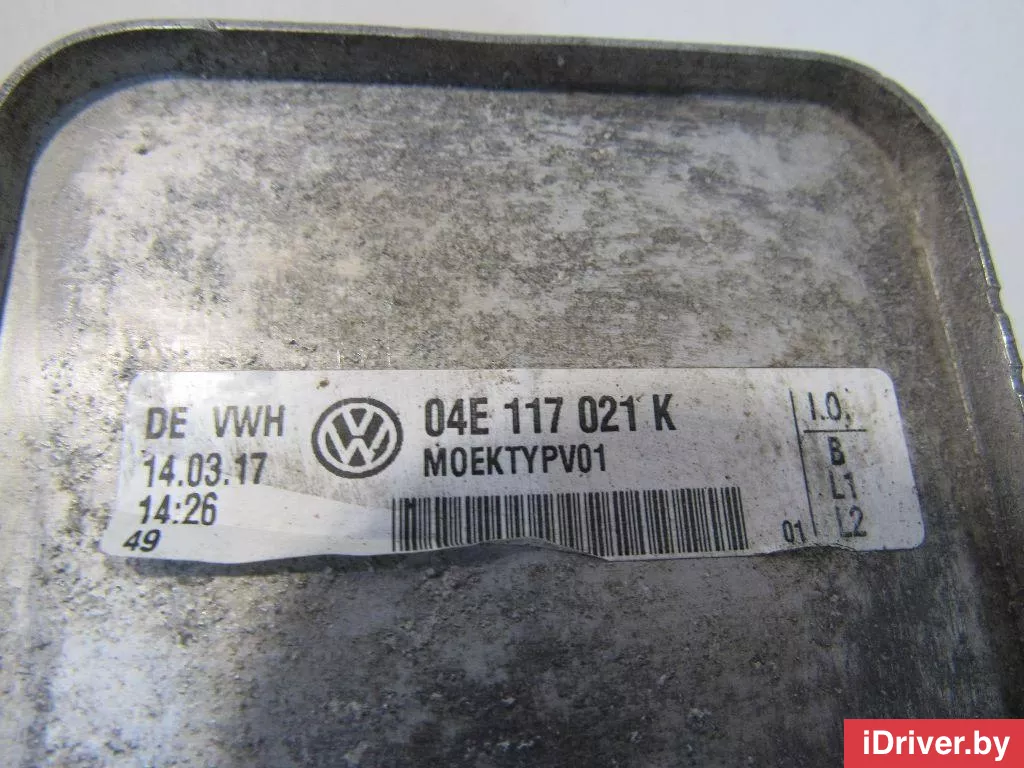 DE VWH
14.03.17
14:26
49
04E 117 021 K
MOEKTYPV01
01
I.O.
B
L1
L2
iDriver.by